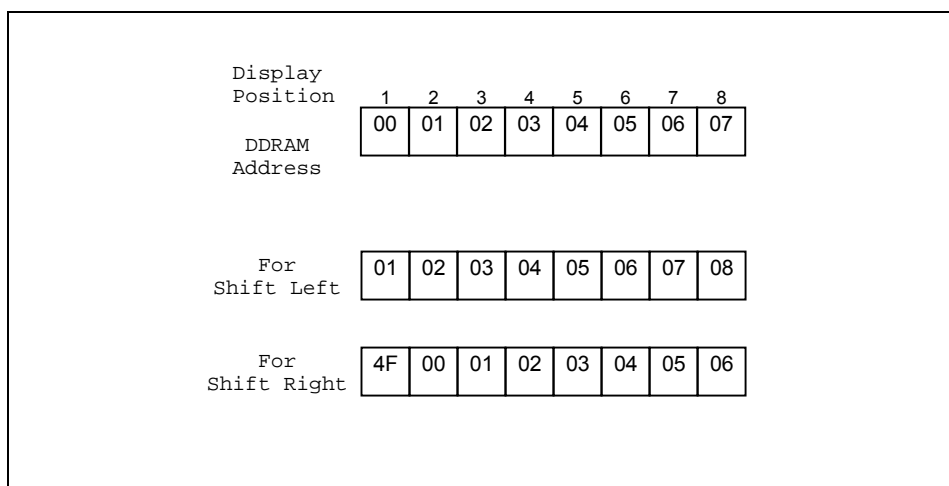 Display
Position
1 2 3 4 5 6 7 8
DDRAM
Address
00 01 02 03 04 05 06 07
For
Shift Left
01 02 03 04 05 06 07 08
For
Shift Right
4F 00 01 02 03 04 05 06